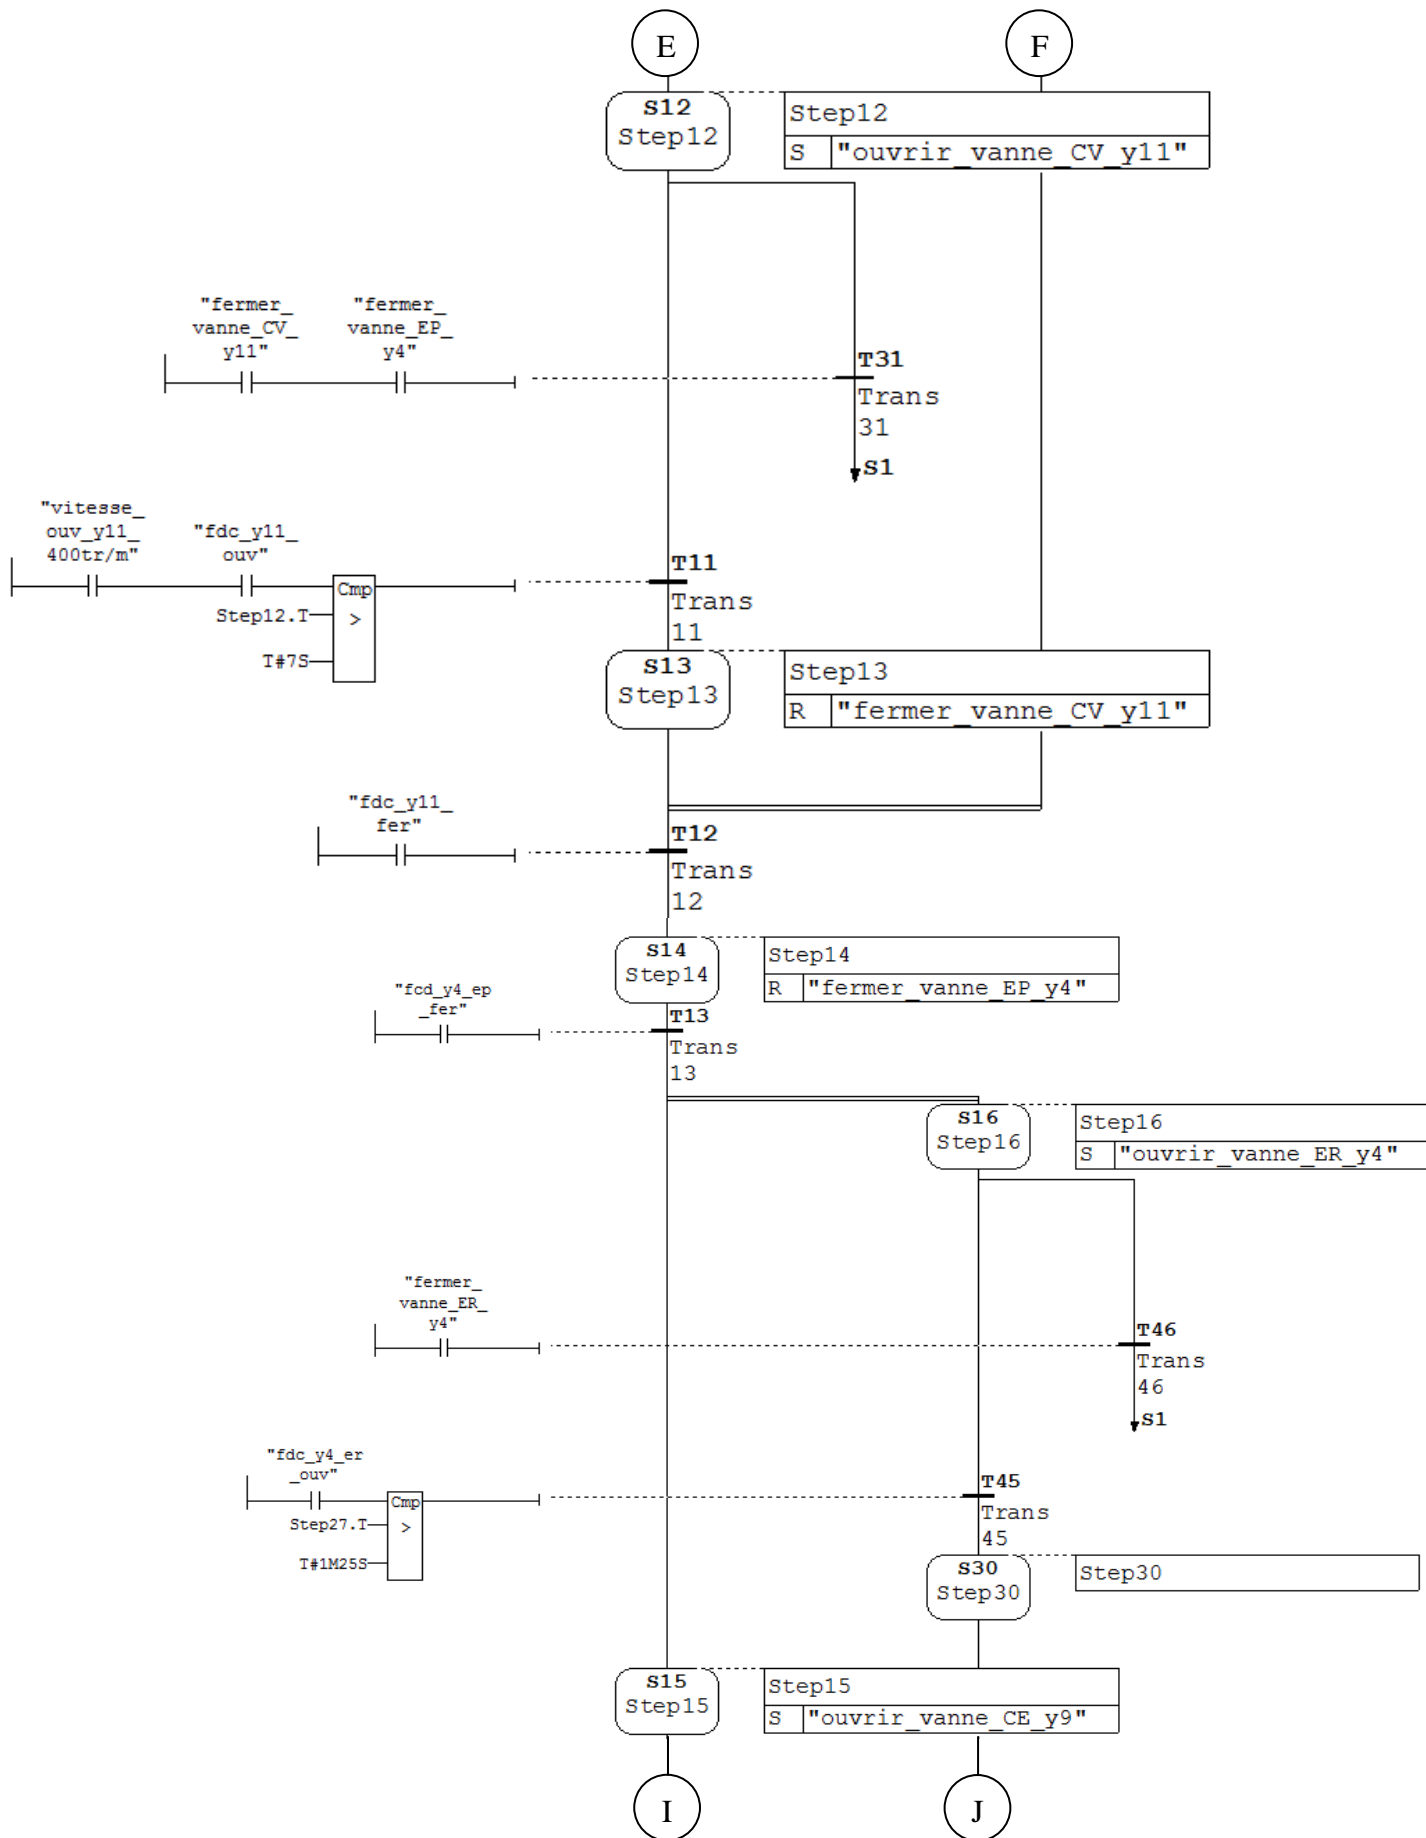 E
F
S12
Step12
Step12
S "ouvrir_vanne_CV_y11"
"fermer_
vanne_CV_
y11"
"fermer_
vanne_EP_
y4"
T31
Trans
31
S1
"vitesse_
ouv_y11_
400tr/m"
"fdc_y11_
ouv"
Cmp
>
Step12.T
T#7S
T11
Trans
11
S13
Step13
Step13
R "fermer_vanne_CV_y11"
"fdc_y11_
fer"
T12
Trans
12
S14
Step14
Step14
R "fermer_vanne_EP_y4"
"fcd_y4_ep
_fer"
T13
Trans
13
S16
Step16
Step16
S "ouvrir_vanne_ER_y4"
"fermer_
vanne_ER_
y4"
T46
Trans
46
S1
"fdc_y4_er
_ouv"
Cmp
>
Step27.T
T#1M25S
T45
Trans
45
S30
Step30
Step30
S15
Step15
Step15
S "ouvrir_vanne_CE_y9"
I
J